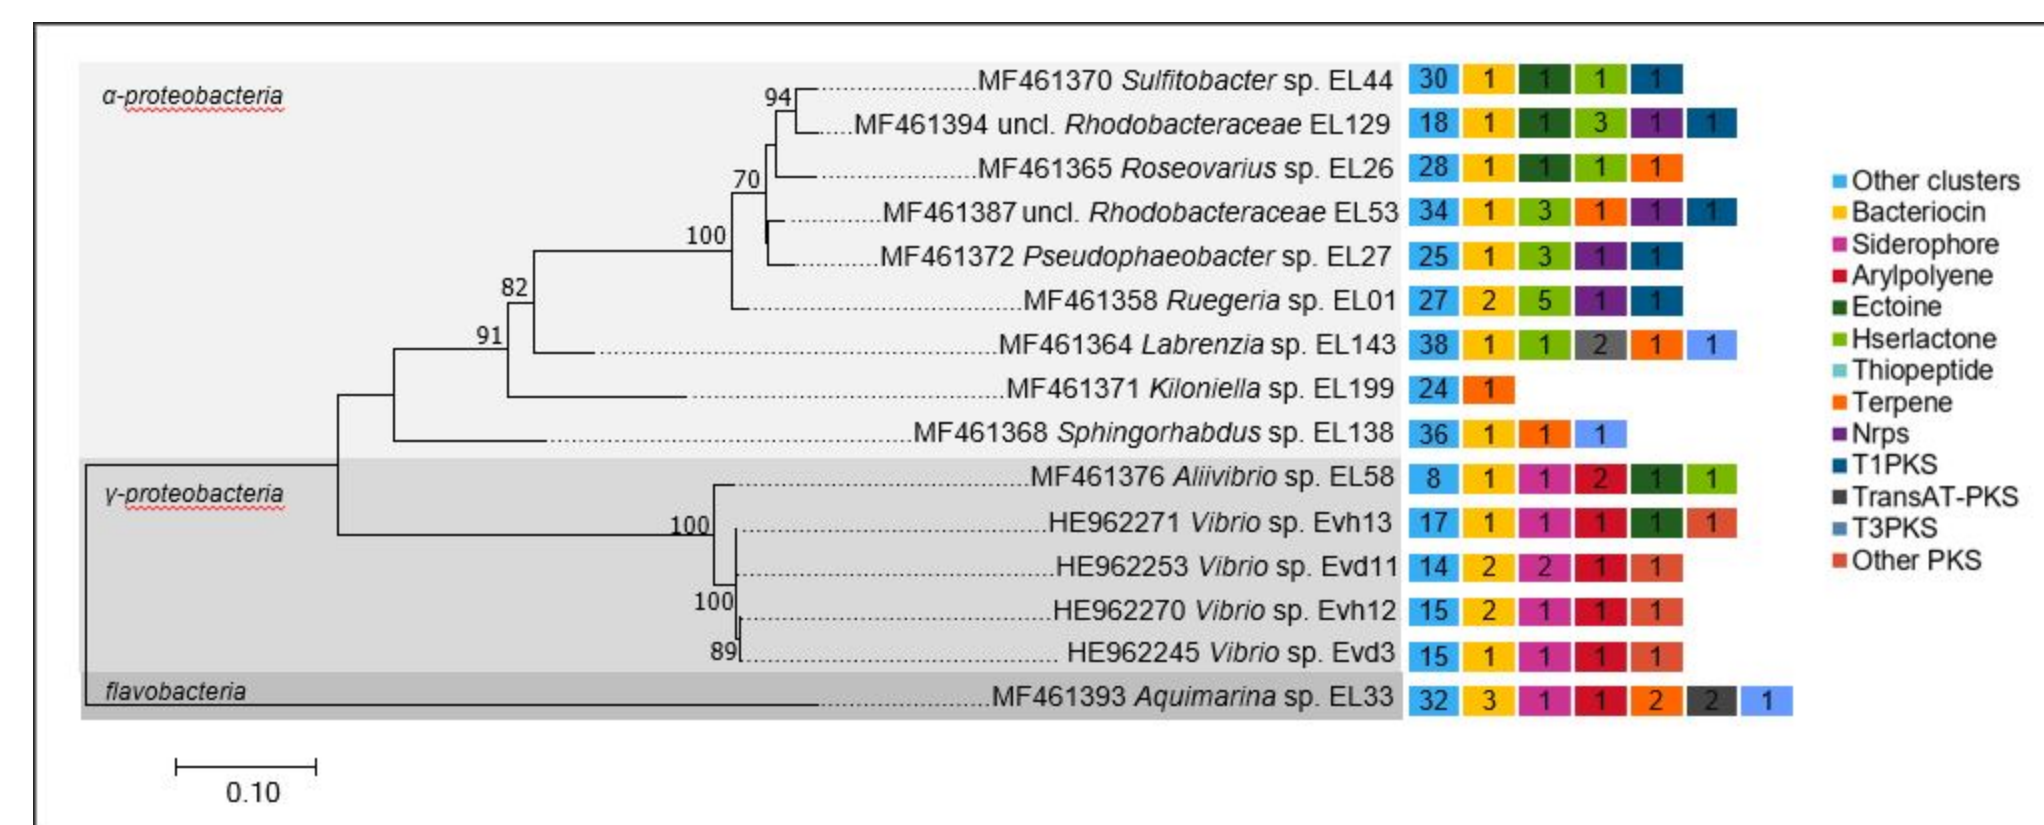 α-proteobacteria
MF461370 Sulfitobacter sp. EL44 30 1 1 1 1
94
MF461394 uncl. Rhodobacteraceae EL129 18 1 1 3 1 1
MF461365 Roseovarius sp. EL26 28 1 1 1 1
70
MF461387 uncl. Rhodobacteraceae EL53 34 1 3 1 1 1
100
MF461372 Pseudophaeobacter sp. EL27 25 1 3 1 1
82
MF461358 Ruegeria sp. EL01 27 2 5 1 1
91
MF461364 Labrenzia sp. EL143 38 1 1 2 1 1
MF461371 Kiloniella sp. EL199 24 1
MF461368 Sphingorhabdus sp. EL138 36 1 1 1
γ-proteobacteria
MF461376 Aliivibrio sp. EL58 8 1 1 2 1 1
100
HE962271 Vibrio sp. Evh13 17 1 1 1 1 1
HE962253 Vibrio sp. Evd11 14 2 2 1 1
100
HE962270 Vibrio sp. Evh12 15 2 1 1 1
89
HE962245 Vibrio sp. Evd3 15 1 1 1 1
flavobacteria
MF461393 Aquimarina sp. EL33 32 3 1 1 2 2 1
0.10
Other clusters
Bacteriocin
Siderophore
Arylpolyene
Ectoine
Hserlactone
Thiopeptide
Terpene
Nrps
T1PKS
TransAT-PKS
T3PKS
Other PKS